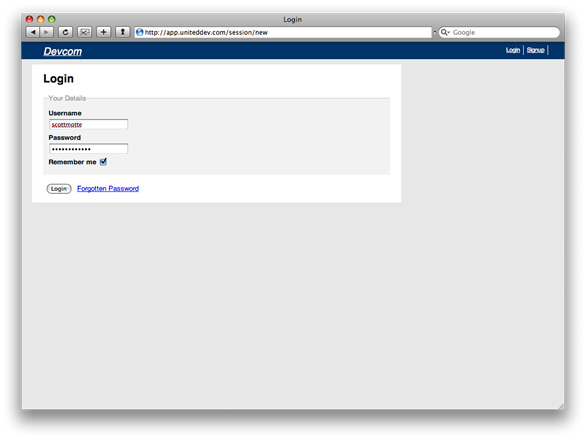 Login
http://app.uniteddev.com/session/new
Google
Devcom
Login
Signup
Login
Your Details
Username
scottmotte
Password
••••••••••••
Remember me
Login
Forgotten Password